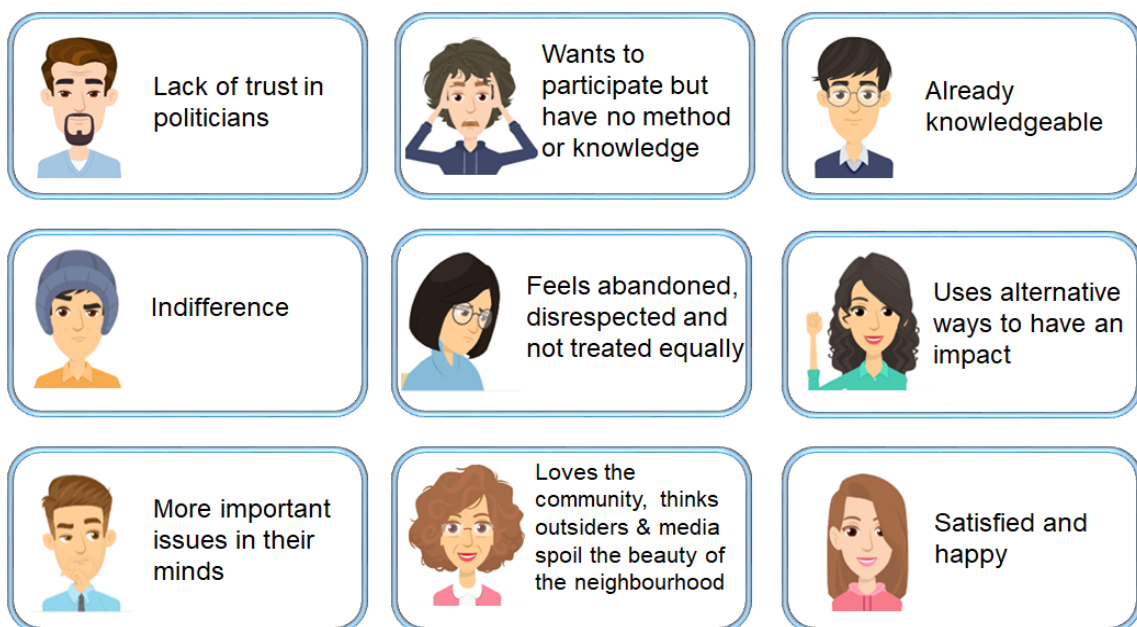 Lack of trust in
politicians
Wants to
participate but
have no method
or knowledge
Already
knowledgeable
Indifference
Feels abandoned,
disrespected and
not treated equally
Uses alternative
ways to have an
impact
More important
issues in their
minds
Loves the
community, thinks
outsiders & media
spoil the beauty of
the neighbourhood
Satisfied and
happy